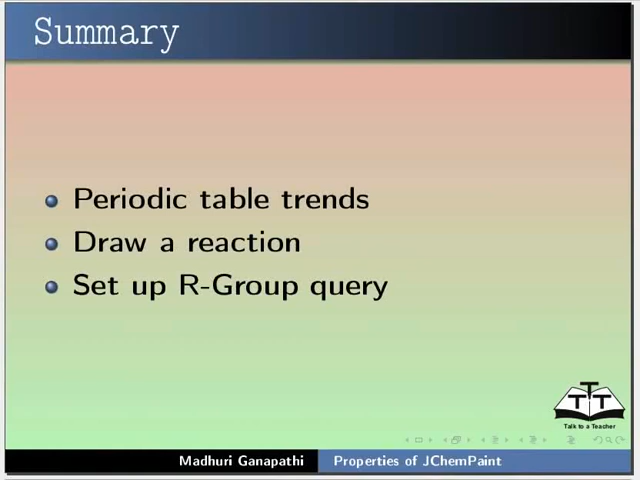 Summary
Periodic table trends
Draw a reaction
Set up R-Group query
T T T
Talk to a Teacher
Madhuri Ganapathi Properties of JChemPaint